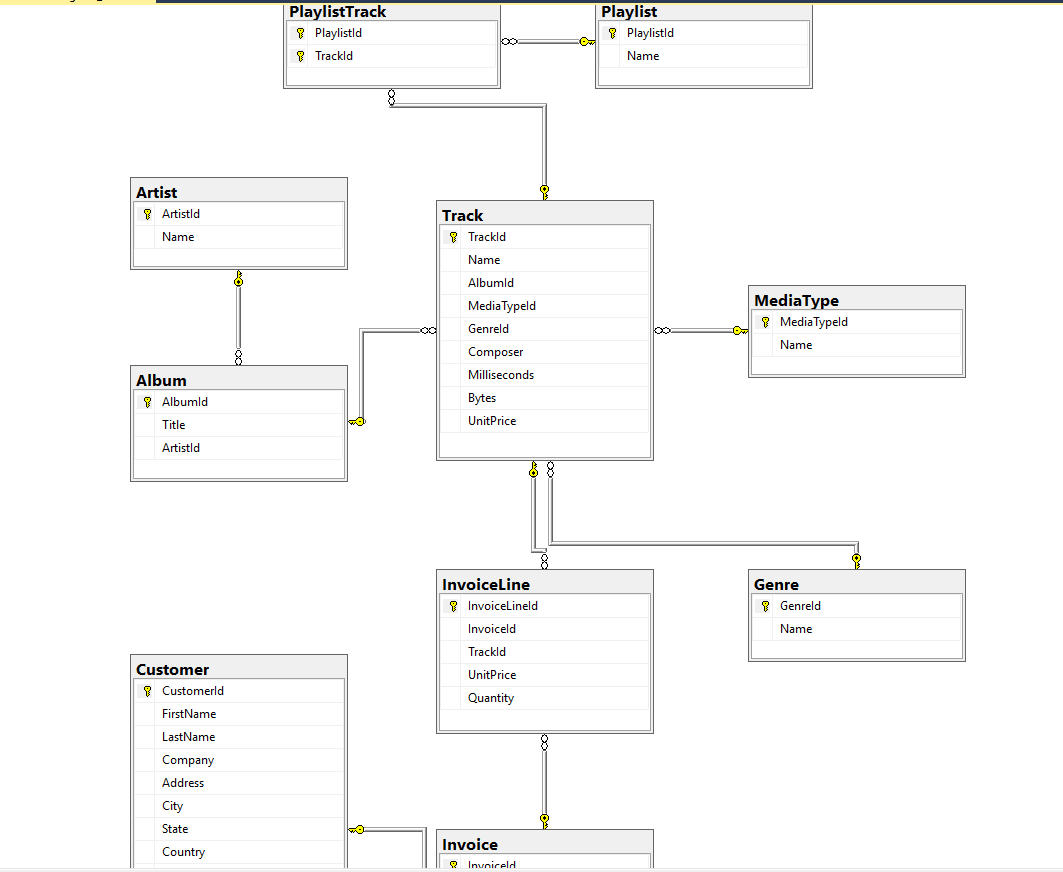 PlaylistTrack
PlaylistId
TrackId
Playlist
PlaylistId
Name
Artist
ArtistId
Name
Track
TrackId
Name
AlbumId
MediaTypeId
GenreId
Composer
Milliseconds
Bytes
UnitPrice
MediaType
MediaTypeId
Name
Album
AlbumId
Title
ArtistId
InvoiceLine
InvoiceLineId
InvoiceId
TrackId
UnitPrice
Quantity
Genre
GenreId
Name
Customer
CustomerId
FirstName
LastName
Company
Address
City
State
Country
Invoice
InvoiceId